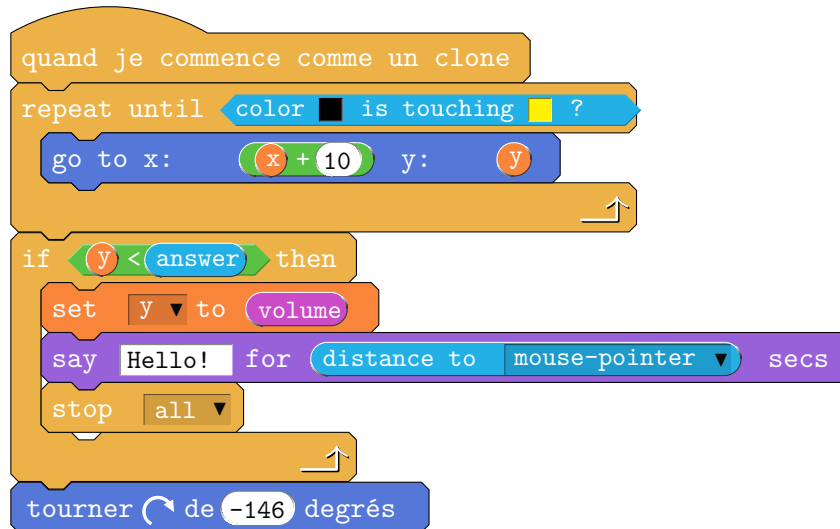 quand je commence comme un clone
repeat until color is touching ?
go to x: x + 10 y: y
if y < answer then
set y ▼ to volume
say Hello! for distance to mouse-pointer ▼ secs
stop all ▼
tourner de -146 degrés